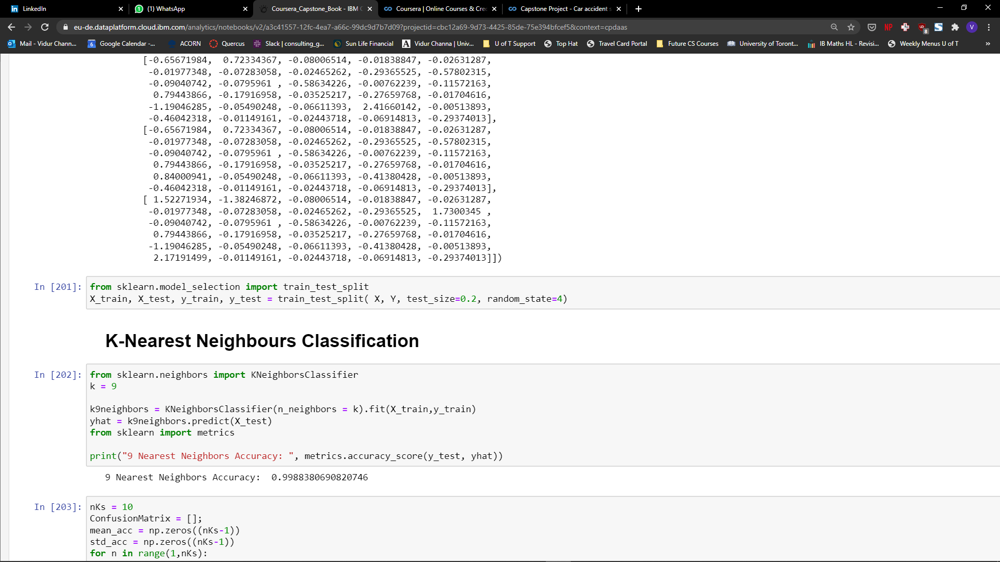 LinkedIn
(1) WhatsApp
Coursera_Capstone_Book - IBM C
Coursera | Online Courses & Crec
Capstone Project - Car accident s
eu-de.dataplatform.cloud.ibm.com/analytics/notebooks/v2/a3c41557-12fc-4ea7-a66c-99dc9d7b7d09?projectid=cbc12a69-9d73-4425-85de-75e394bfcef5&context=cpdaas
NP
8
V
Mail - Vidur Chann...
6 Google Calendar -...
ACORN
Quercus
Slack | consulting_g...
Sun Life Financial
Vidur Channa | Univ...
U of T Support
Top Hat
Travel Card Portal
Future CS Courses
University of Toront...
IB Maths HL - Revisi...
Weekly Menus U of T
»
[-0.65671984,  0.72334367, -0.08006514, -0.01838847, -0.02631287,
-0.01977348, -0.07283058, -0.02465262, -0.29365525, -0.57802315,
-0.09040742, -0.0795961 , -0.58634226, -0.00762239, -0.11572163,
0.79443866, -0.17916958, -0.03525217, -0.27659768, -0.01704616,
-1.19046285, -0.05490248, -0.06611393,  2.41660142, -0.00513893,
-0.46042318, -0.01149161, -0.02443718, -0.06914813, -0.29374013],
[-0.65671984,  0.72334367, -0.08006514, -0.01838847, -0.02631287,
-0.01977348, -0.07283058, -0.02465262, -0.29365525, -0.57802315,
-0.09040742, -0.0795961 , -0.58634226, -0.00762239, -0.11572163,
0.79443866, -0.17916958, -0.03525217, -0.27659768, -0.01704616,
0.84000941, -0.05490248, -0.06611393, -0.41380428, -0.00513893,
-0.46042318, -0.01149161, -0.02443718, -0.06914813, -0.29374013],
[ 1.52271934, -1.38246872, -0.08006514, -0.01838847, -0.02631287,
-0.01977348, -0.07283058, -0.02465262, -0.29365525,  1.7300345 ,
-0.09040742, -0.0795961 , -0.58634226, -0.00762239, -0.11572163,
0.79443866, -0.17916958, -0.03525217, -0.27659768, -0.01704616,
-1.19046285, -0.05490248, -0.06611393, -0.41380428, -0.00513893,
2.17191499, -0.01149161, -0.02443718, -0.06914813, -0.29374013]])
In [201]: from sklearn.model_selection import train_test_split
X_train, X_test, y_train, y_test = train_test_split( X, Y, test_size=0.2, random_state=4)
K-Nearest Neighbours Classification
In [202]: from sklearn.neighbors import KNeighborsClassifier
k = 9
k9neighbors = KNeighborsClassifier(n_neighbors = k).fit(X_train,y_train)
yhat = k9neighbors.predict(X_test)
from sklearn import metrics
print("9 Nearest Neighbors Accuracy: ", metrics.accuracy_score(y_test, yhat))
9 Nearest Neighbors Accuracy:  0.9988380690820746
In [203]: nKs = 10
ConfusionMatrix = [];
mean_acc = np.zeros((nKs-1))
std_acc = np.zeros((nKs-1))
for n in range(1,nKs):